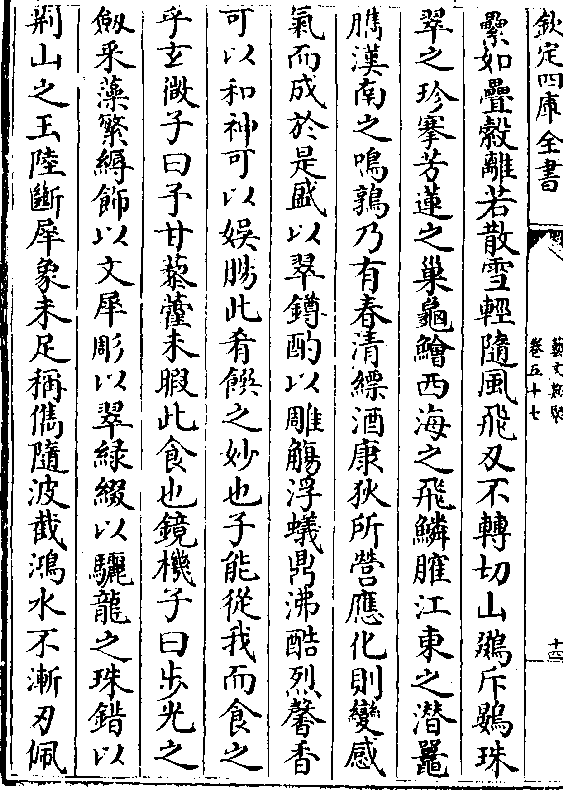 欽定四庫全書
藝文類聚
卷五十七
十四
纍如疊縠離若散雪輕隨風飛刃不轉切山鵽斥鷃珠
翠之珍搴芳蓮之巢龜鱠西海之飛鱗臛江東之潛鼉
臇漢南之鳴鶉乃有春清縹酒康狄所營應化則變感
氣而成於是盛以翠鐏酌以雕觴浮蟻鼎沸酷烈馨香
可以和神可以娱腸此肴饌之妙也子能從我而食之
乎玄微子曰予甘藜藿未暇此食也鏡機子曰步光之
劔釆藻繁縟飾以文犀彫以翠緑綴以驪龍之珠錯以
荆山之玉陸斷犀象未足稱儁隨波截鴻水不漸刃佩